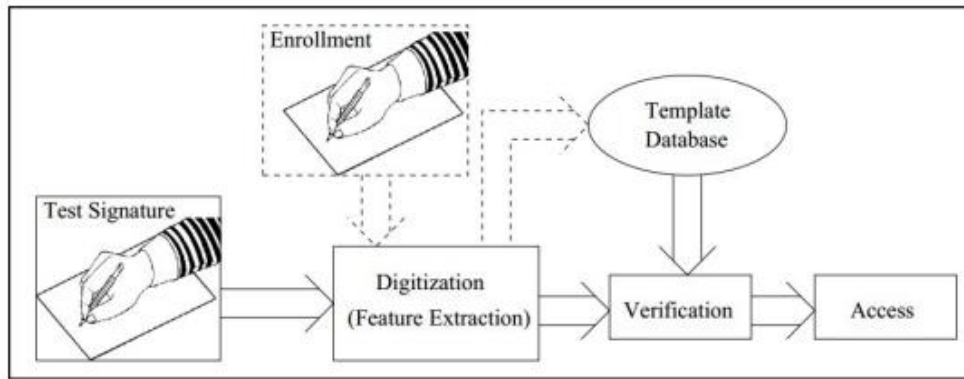 Enrollment
Template
Database
Test Signature
Digitization
(Feature Extraction)
Verification
Access